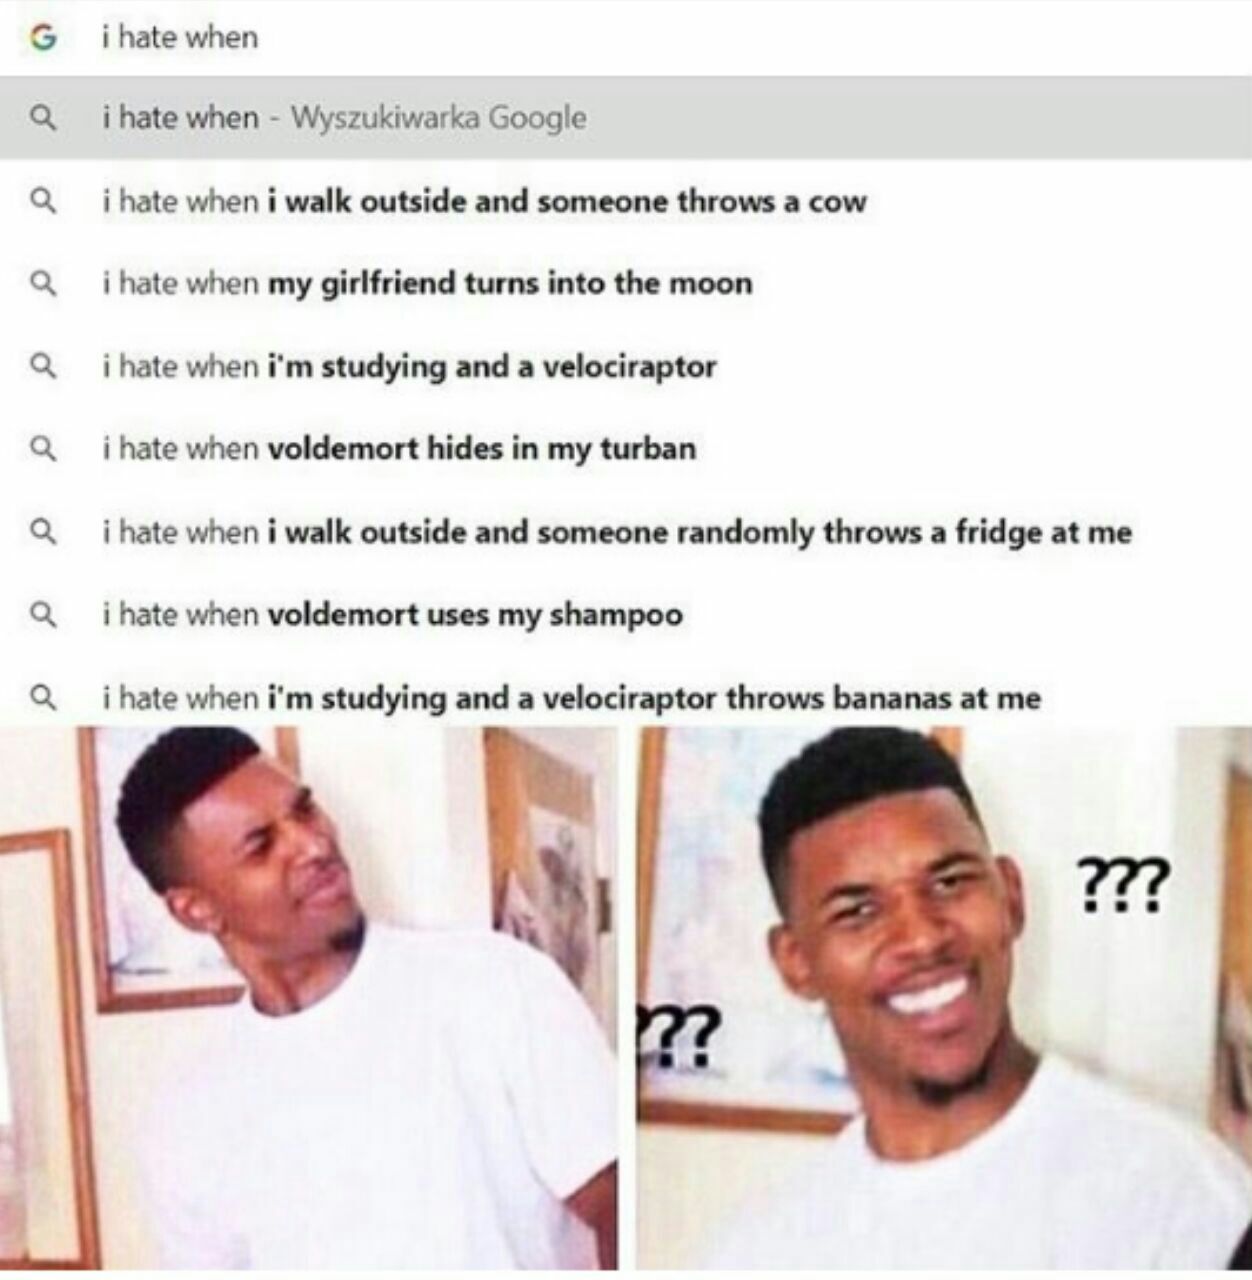 i hate when
i hate when - Wyszukiwarka Google
i hate when i walk outside and someone throws a cow
i hate when my girlfriend turns into the moon
i hate when i'm studying and a velociraptor
i hate when voldemort hides in my turban
i hate when i walk outside and someone randomly throws a fridge at me
i hate when voldemort uses my shampoo
i hate when i'm studying and a velociraptor throws bananas at me
???
???